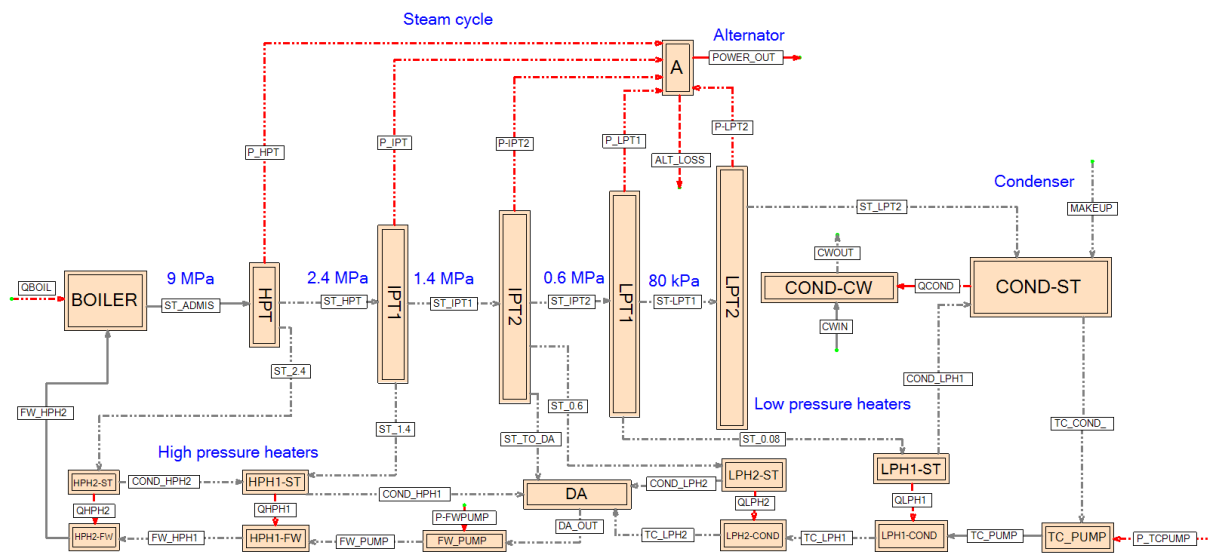 Steam cycle
Alternator
A
POWER_OUT
P_HPT
P_IPT
P-IPT2
P_LPT1
P-LPT2
ALT_LOSS
Condenser
ST_LPT2
MAKEUP
CWOUT
9 MPa
2.4 MPa
1.4 MPa
0.6 MPa
80 kPa
QBOIL
BOILER
ST_ADMIS
HPT
ST_HPT
IPT1
ST_IPT1
IPT2
ST_IPT2
LPT1
ST-LPT1
LPT2
COND-CW
QCOND
COND-ST
CWIN
ST_2.4
COND_LPH1
FW_HPH2
ST_0.6
Low pressure heaters
TC_COND_
ST_1.4
ST_TO_DA
ST_0.08
High pressure heaters
HPH2-ST
COND_HPH2
HPH1-ST
COND_HPH1
DA
COND_LPH2
LPH2-ST
LPH1-ST
QHPH2
QHPH1
P-FWPUMP
DA_OUT
QLPH2
QLPH1
HPH2-FW
FW_HPH1
HPH1-FW
FW_PUMP
FW_PUMP
TC_LPH2
LPH2-COND
TC_LPH1
LPH1-COND
TC_PUMP
TC_PUMP
P_TCPUMP